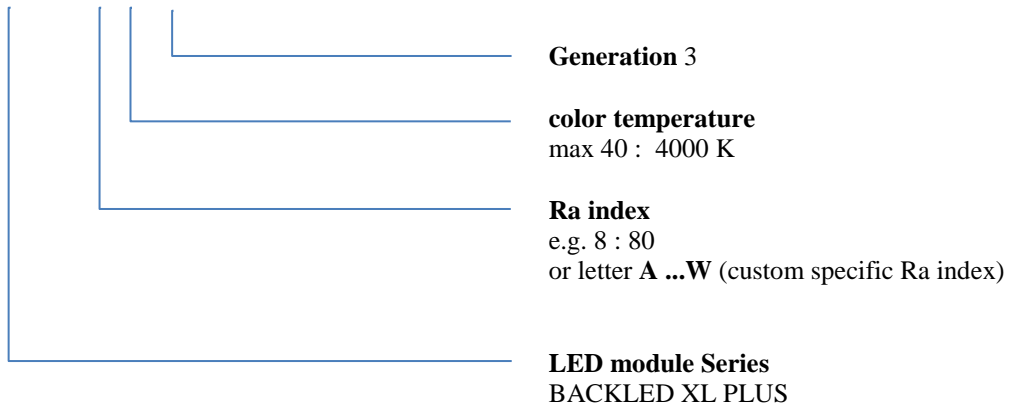 Generation 3
color temperature
max 40 : 4000 K
Ra index
e.g. 8 : 80
or letter A ...W (custom specific Ra index)
LED module Series
BACKLED XL PLUS